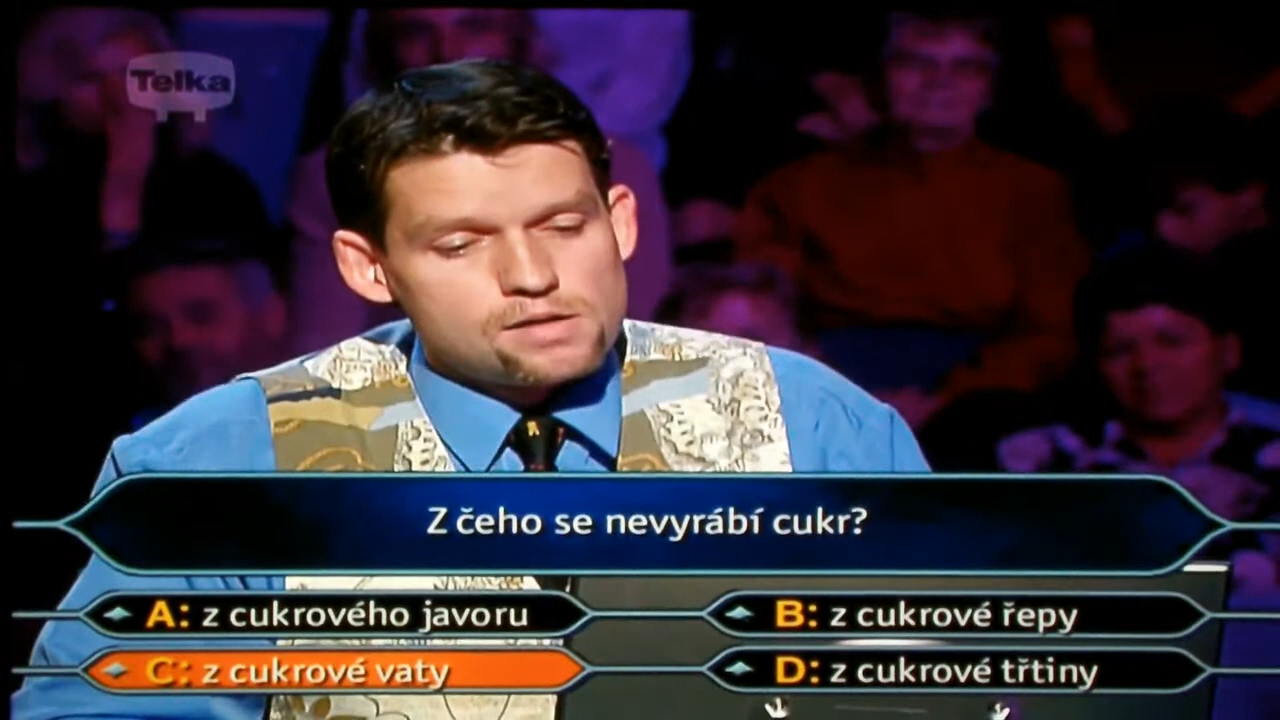 Telka
Z čeho se nevyrábí cukr?
A: z cukrového javoru
B: z cukrové řepy
C: z cukrové vaty
D: z cukrové třtiny